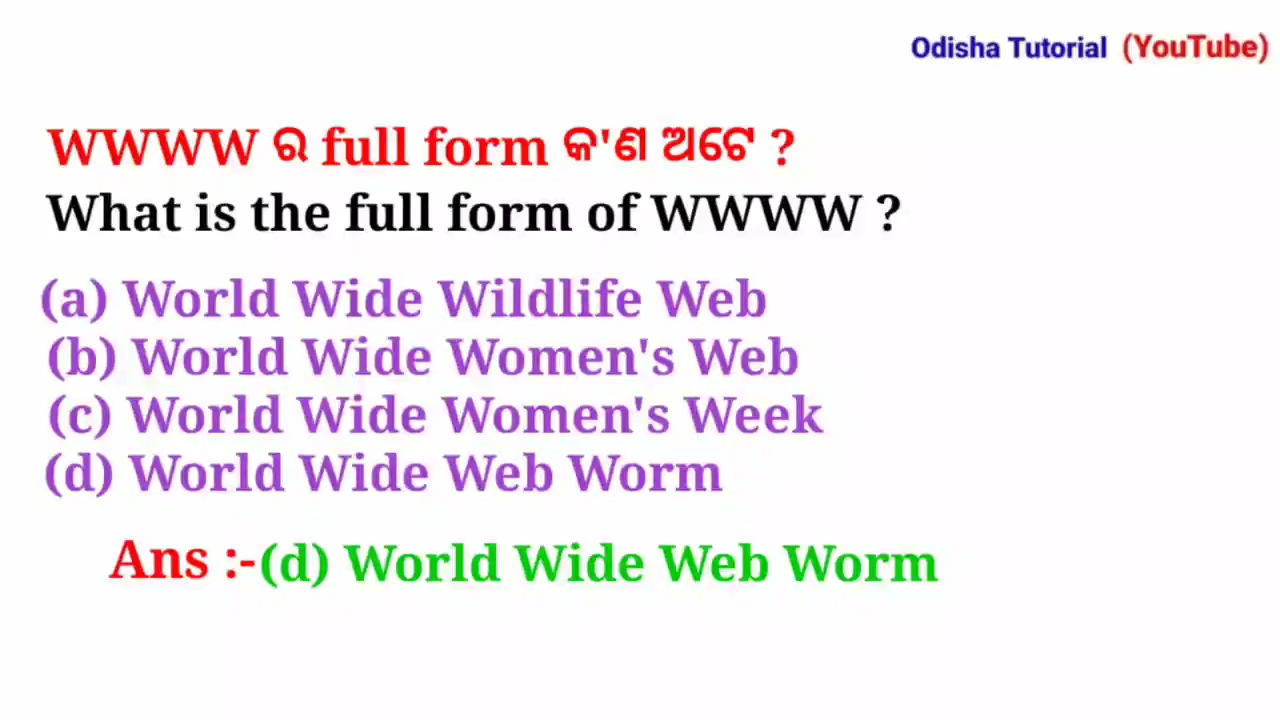 Odisha Tutorial (YouTube)
WWWW ର full form କ'ଣ ଅଟେ ?
What is the full form of WWWW ?
(a) World Wide Wildlife Web
(b) World Wide Women's Web
(c) World Wide Women's Week
(d) World Wide Web Worm
Ans :-(d) World Wide Web Worm